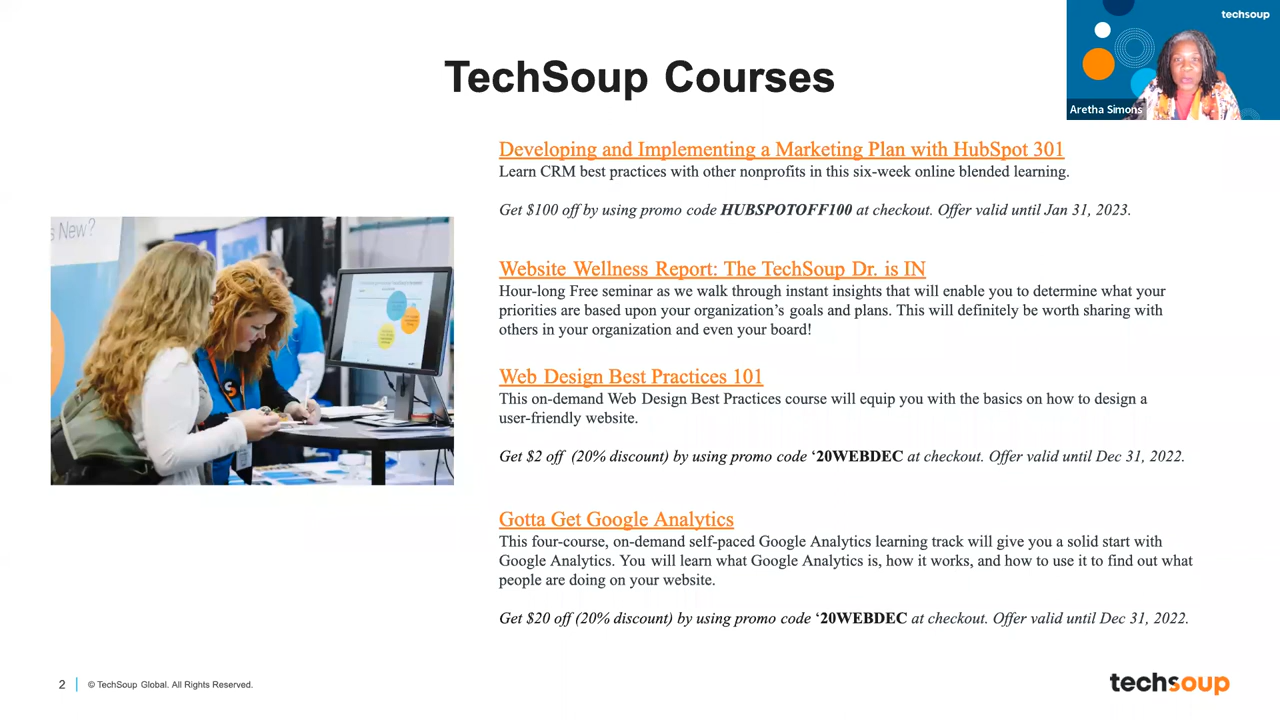 techsoup
Aretha Simons
TechSoup Courses
Developing and Implementing a Marketing Plan with HubSpot 301
Learn CRM best practices with other nonprofits in this six-week online blended learning.
Get $100 off by using promo code HUBSPOTOFF100 at checkout. Offer valid until Jan 31, 2023.
s New?
Website Wellness Report: The TechSoup Dr. is IN
Hour-long Free seminar as we walk through instant insights that will enable you to determine what your
priorities are based upon your organization’s goals and plans. This will definitely be worth sharing with
others in your organization and even your board!
Web Design Best Practices 101
This on-demand Web Design Best Practices course will equip you with the basics on how to design a
user-friendly website.
Get $2 off (20% discount) by using promo code ‘20WEBDEC at checkout. Offer valid until Dec 31, 2022.
Gotta Get Google Analytics
This four-course, on-demand self-paced Google Analytics learning track will give you a solid start with
Google Analytics. You will learn what Google Analytics is, how it works, and how to use it to find out what
people are doing on your website.
Get $20 off (20% discount) by using promo code ‘20WEBDEC at checkout. Offer valid until Dec 31, 2022.
2
© TechSoup Global. All Rights Reserved.
techsoup